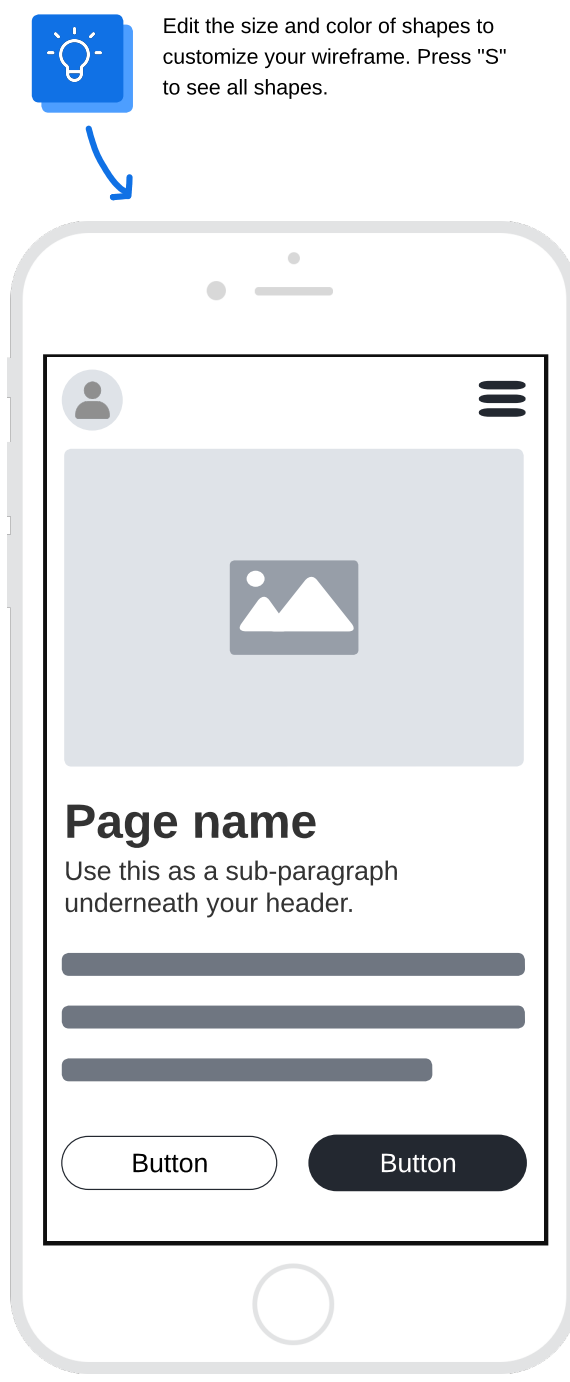 Edit the size and color of shapes to
customize your wireframe. Press "S"
to see all shapes.
Page name
Use this as a sub-paragraph
underneath your header.
Button
Button